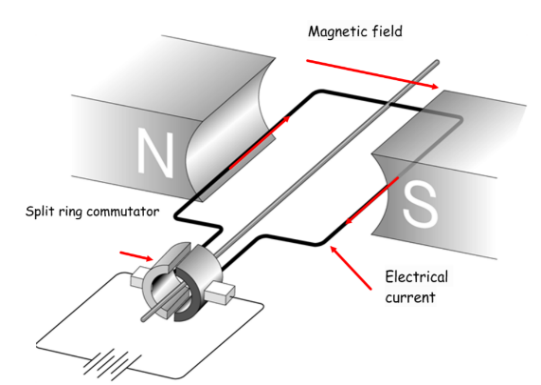 Magnetic field
N
S
Split ring commutator
Electrical
current